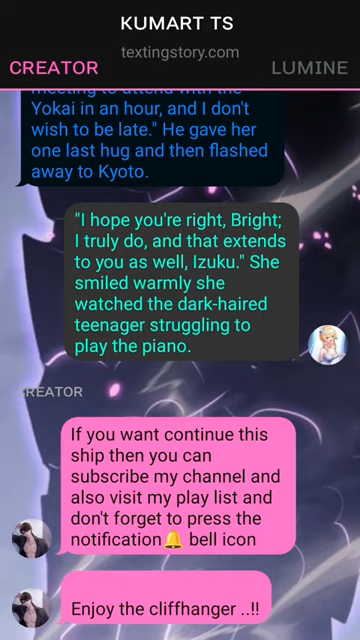 KUMART TS
textingstory.com
CREATOR
LUMINE
meeting to attend with the
Yokai in an hour, and I don't
wish to be late." He gave her
one last hug and then flashed
away to Kyoto.
"I hope you're right, Bright;
I truly do, and that extends
to you as well, Izuku." She
smiled warmly she
watched the dark-haired
teenager struggling to
play the piano.
CREATOR
If you want continue this
ship then you can
subscribe my channel and
also visit my play list and
don't forget to press the
notification🔔 bell icon
Enjoy the cliffhanger ..!!